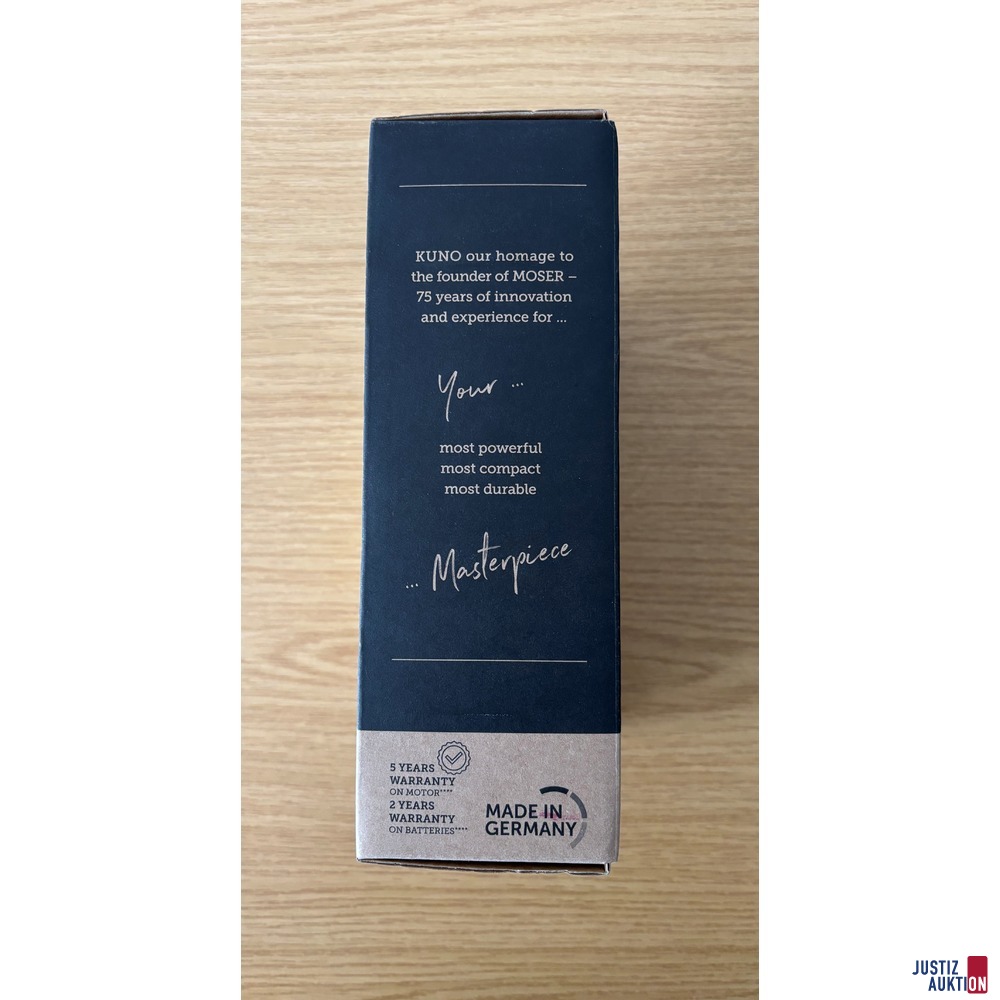 KUNO our homage to
the founder of MOSER –
75 years of innovation
and experience for ...
Your ...
most powerful
most compact
most durable
... Masterpiece
5 YEARS
WARRANTY
ON MOTOR****
2 YEARS
WARRANTY
ON BATTERIES****
MADE IN
GERMANY
JUSTIZ
AUKTION